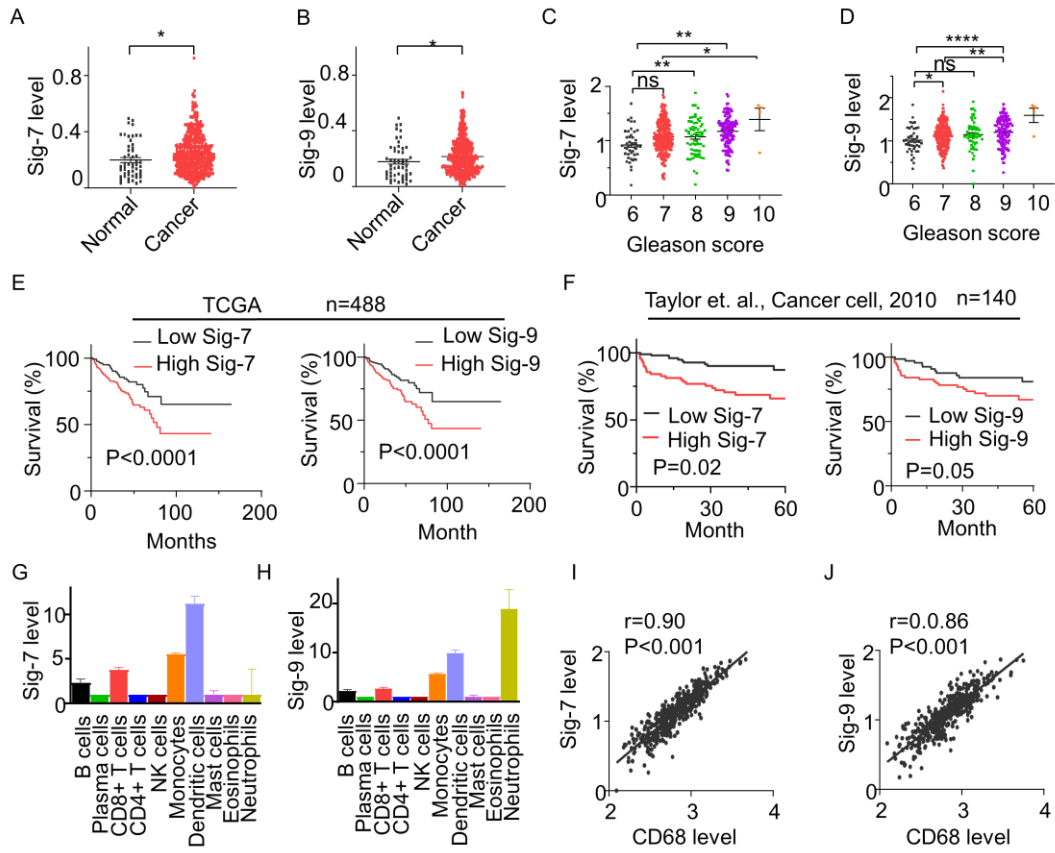 A
Sig-7 level
0.8
0.4
0
*
Normal
Cancer
B
Sig-9 level
0.8
0.4
0
*
Normal
Cancer
C
Sig-7 level
2
1
0
**
*
**
ns
6 7 8 9 10
Gleason score
D
Sig-9 level
2
1
0
****
**
ns
*
6 7 8 9 10
Gleason score
E
TCGA n=488
Survival (%)
100
50
0
Low Sig-7
High Sig-7
P<0.0001
0 100 200
Months
Survival (%)
100
50
0
Low Sig-9
High Sig-9
P<0.0001
0 100 200
Month
F
Taylor et. al., Cancer cell, 2010 n=140
Survival (%)
100
50
0
Low Sig-7
High Sig-7
P=0.02
0 30 60
Month
Survival (%)
100
50
0
Low Sig-9
High Sig-9
P=0.05
0 30 60
Month
G
Sig-7 level
10
5
0
B cells
Plasma cells
CD8+ T cells
CD4+ T cells
NK cells
Monocytes
Dendritic cells
Mast cells
Eosinophils
Neutrophils
H
Sig-9 level
20
10
0
B cells
Plasma cells
CD8+ T cells
CD4+ T cells
NK cells
Monocytes
Dendritic cells
Mast cells
Eosinophils
Neutrophils
I
r=0.90
P<0.001
Sig-7 level
2
1
0
2 3 4
CD68 level
J
r=0.0.86
P<0.001
Sig-9 level
2
1
0
2 3 4
CD68 level